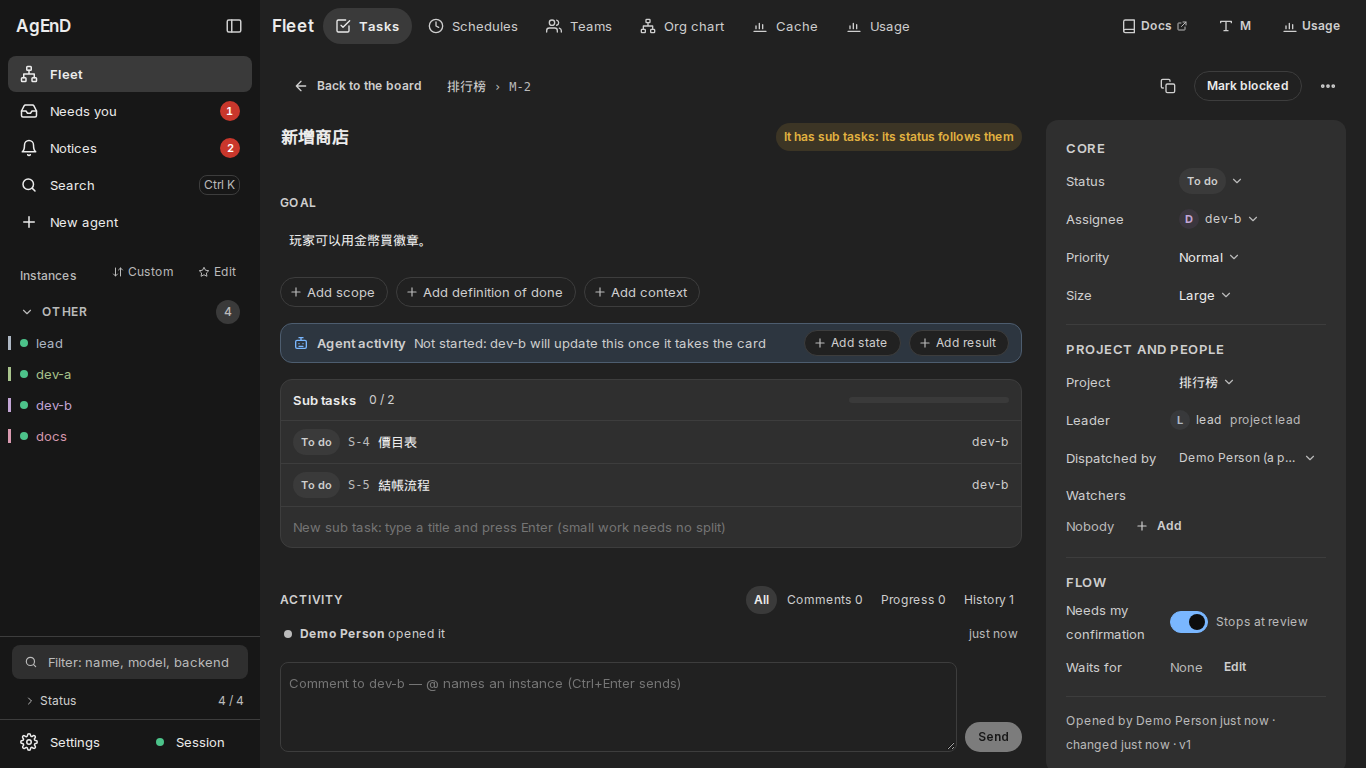 AgEnD
Fleet
Needs you 1
Notices 2
Search Ctrl K
New agent
Instances Custom Edit
OTHER 4
lead
dev-a
dev-b
docs
Filter: name, model, backend
Status 4 / 4
Settings Session
Fleet Tasks Schedules Teams Org chart Cache Usage Docs M Usage
Back to the board 排行榜 › M-2 Mark blocked
新增商店 It has sub tasks: its status follows them
GOAL
玩家可以用金幣買徽章。
Add scope Add definition of done Add context
Agent activity Not started: dev-b will update this once it takes the card Add state Add result
Sub tasks 0 / 2
To do S-4 價目表 dev-b
To do S-5 結帳流程 dev-b
New sub task: type a title and press Enter (small work needs no split)
ACTIVITY All Comments 0 Progress 0 History 1
Demo Person opened it just now
Comment to dev-b — @ names an instance (Ctrl+Enter sends)
Send
CORE
Status To do
Assignee D dev-b
Priority Normal
Size Large
PROJECT AND PEOPLE
Project 排行榜
Leader L lead project lead
Dispatched by Demo Person (a p...
Watchers
Nobody Add
FLOW
Needs my
confirmation Stops at review
Waits for None Edit
Opened by Demo Person just now ·
changed just now · v1